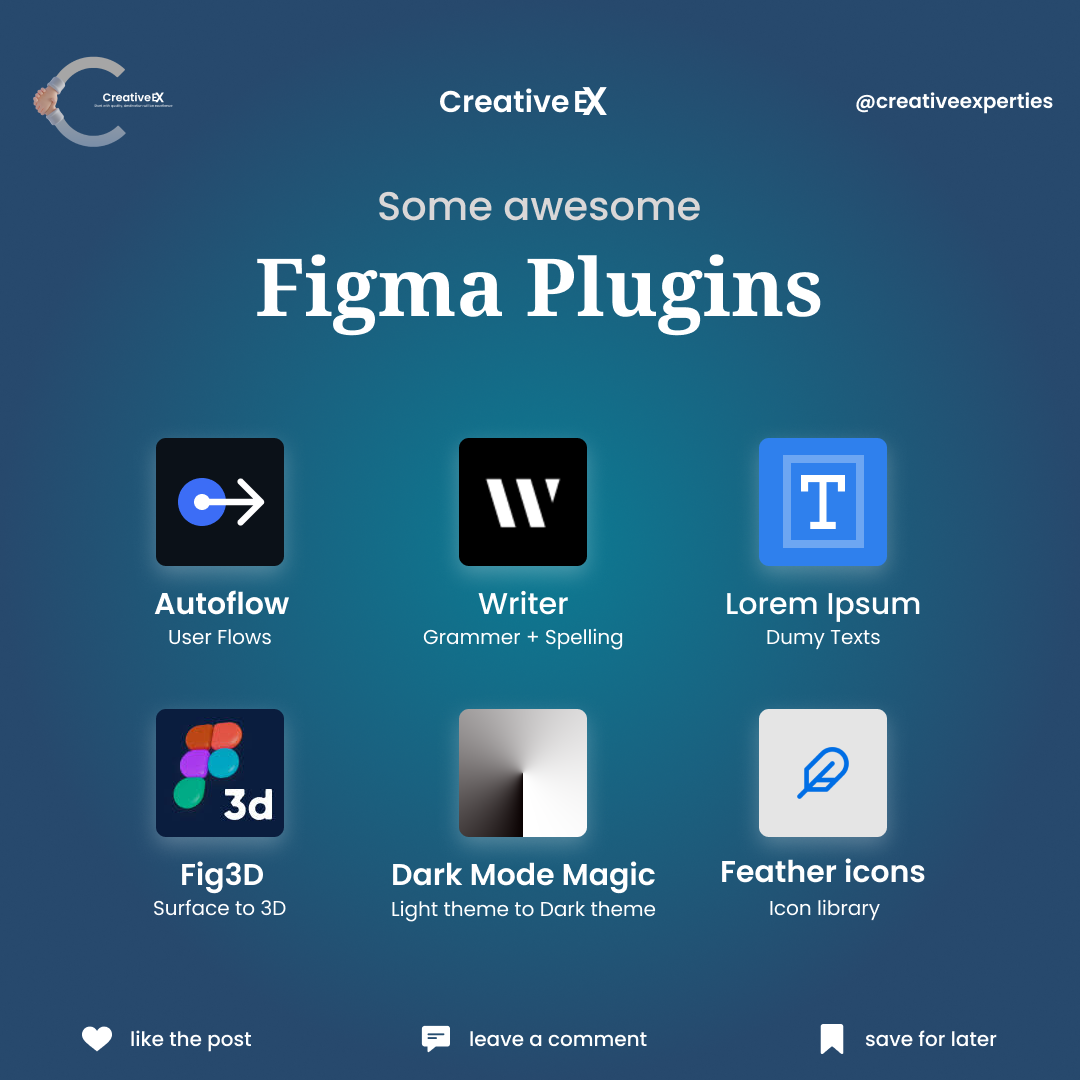 CreativeEX
Creative EX
@creativeexperties
Some awesome
Figma Plugins
T
Autoflow
User Flows
Writer
Grammer + Spelling
Lorem Ipsum
Dumy Texts
3d
Fig3D
Surface to 3D
Dark Mode Magic
Light theme to Dark theme
Feather icons
Icon library
like the post
leave a comment
save for later